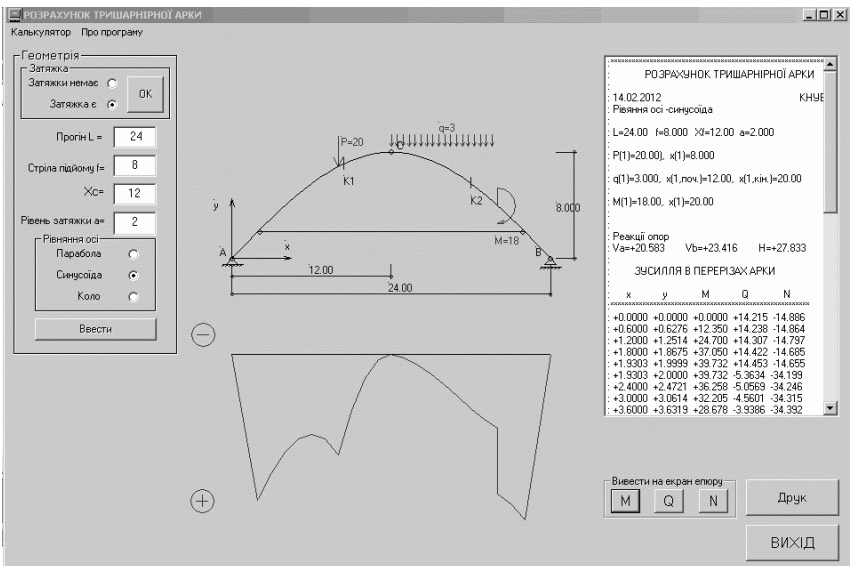 РОЗРАХУНОК ТРИШАРНІРНОЇ АРКИ
Калькулятор Про програму
Геометрія
Затяжка
Затяжки немає
Затяжка є
OK
Прогін L = 24
Стріла підйому f= 8
Xc= 12
Рівень затяжки a= 2
Рівняння осі
Парабола
Синусоїда
Коло
Ввести
P=20
q=3
C
K1
K2
8.000
y
x
A
B
M=18
12.00
24.00
РОЗРАХУНОК ТРИШАРНІРНОЇ АРКИ
14.02.2012 КНУБ
Рівяння осі -синусоїда
L=24.00 f=8.000 Xf=12.00 a=2.000
P(1)=20.00), x(1)=8.000
q(1)=3.000, x(1,поч.)=12.00, x(1,кін.)=20.00
M(1)=18.00, x(1)=20.00
Реакції опор
Va=+20.583 Vb=+23.416 H=+27.833
ЗУСИЛЛЯ В ПЕРЕРІЗАХ АРКИ
x y M Q N
+0.0000 +0.0000 +0.0000 +14.215 -14.886
+0.6000 +0.6276 +12.350 +14.238 -14.864
+1.2000 +1.2514 +24.700 +14.307 -14.797
+1.8000 +1.8675 +37.050 +14.422 -14.685
+1.9303 +1.9999 +39.732 +14.453 -14.655
+1.9303 +2.0000 +39.732 -5.3634 -34.199
+2.4000 +2.4721 +36.258 -5.0569 -34.246
+3.0000 +3.0614 +32.205 -4.5601 -34.315
+3.6000 +3.6319 +28.678 -3.9386 -34.392
Вивести на екран епюру
M Q N
Друк
ВИХІД